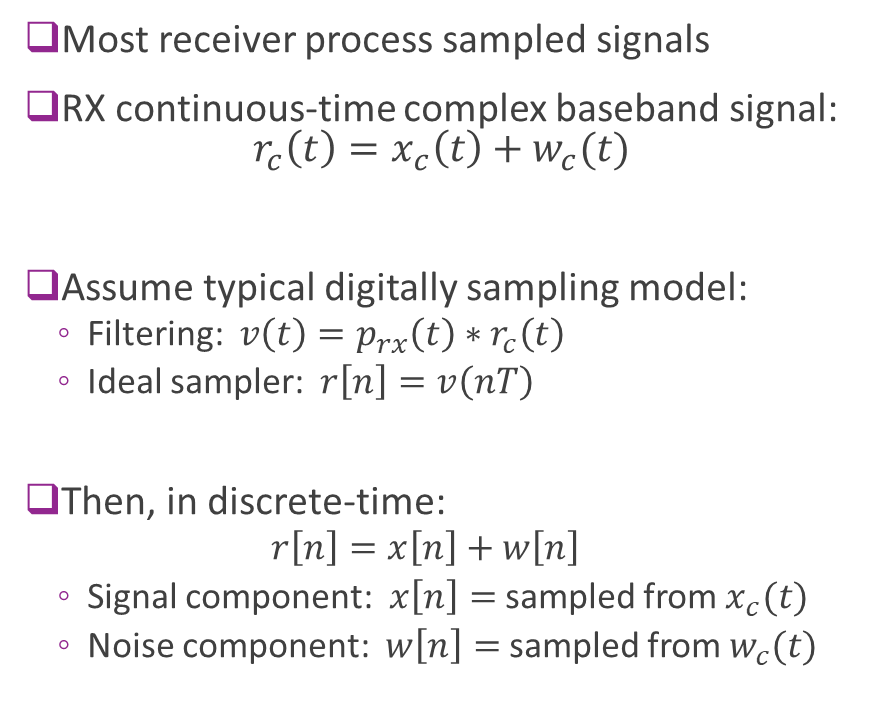 ❑Most receiver process sampled signals
❑RX continuous-time complex baseband signal:
r_c(t) = x_c(t) + w_c(t)
❑Assume typical digitally sampling model:
◦ Filtering: v(t) = p_{rx}(t) ∗ r_c(t)
◦ Ideal sampler: r[n] = v(nT)
❑Then, in discrete-time:
r[n] = x[n] + w[n]
◦ Signal component: x[n] = sampled from x_c(t)
◦ Noise component: w[n] = sampled from w_c(t)